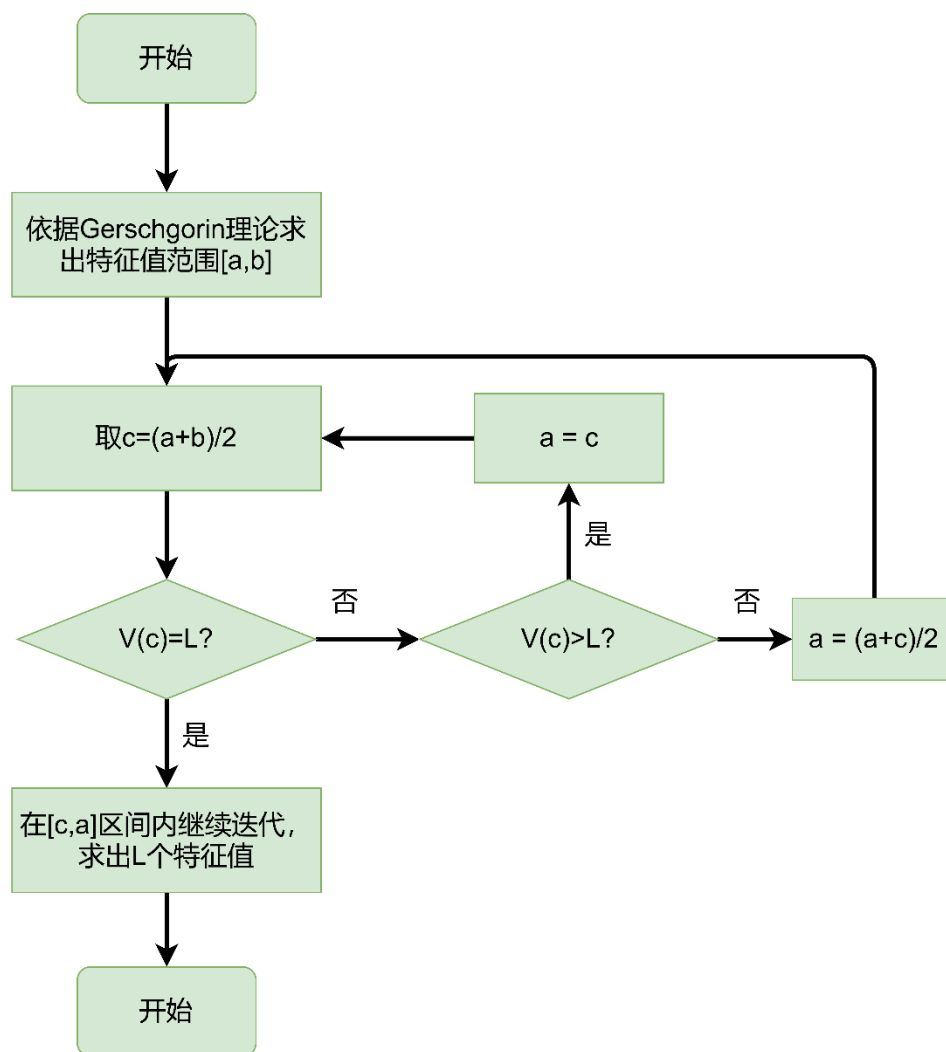 开始
依据Gerschgorin理论求
出特征值范围[a,b]
取c=(a+b)/2
a = c
是
V(c)=L?
否
V(c)>L?
否
a = (a+c)/2
是
在[c,a]区间内继续迭代，
求出L个特征值
开始